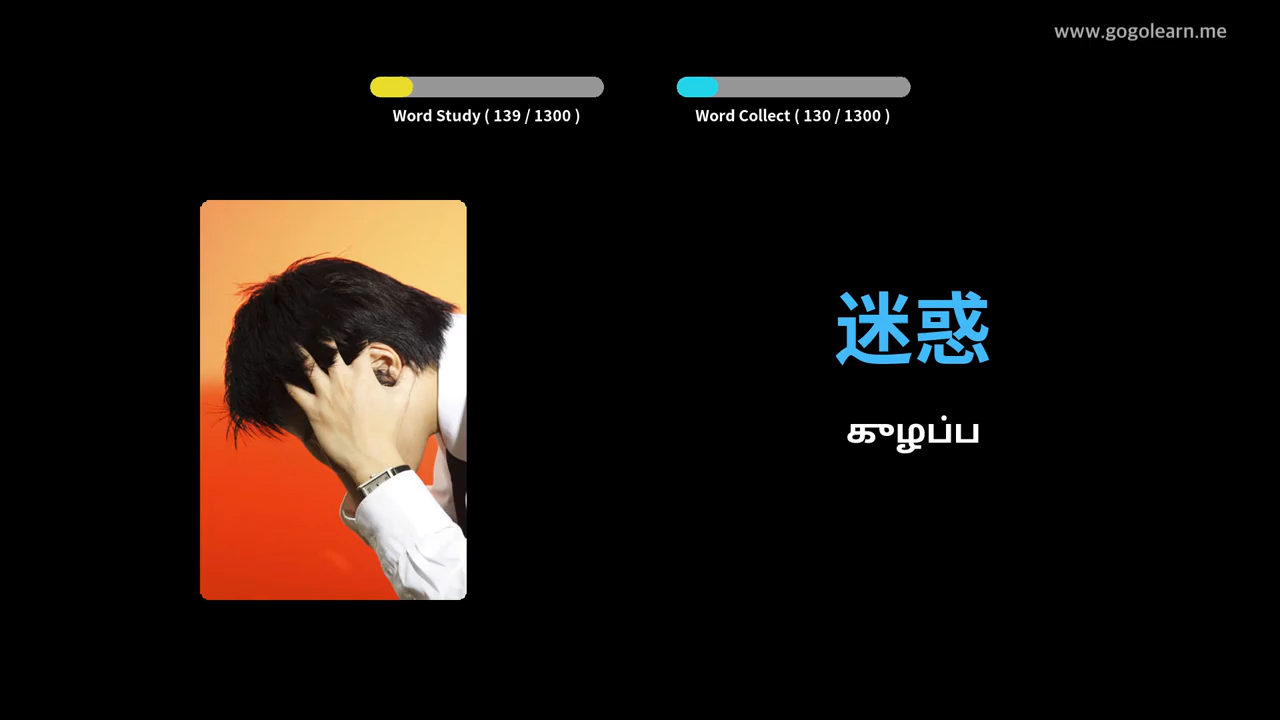 www.gogolearn.me
Word Study ( 139 / 1300 )
Word Collect ( 130 / 1300 )
迷惑
குழப்ப